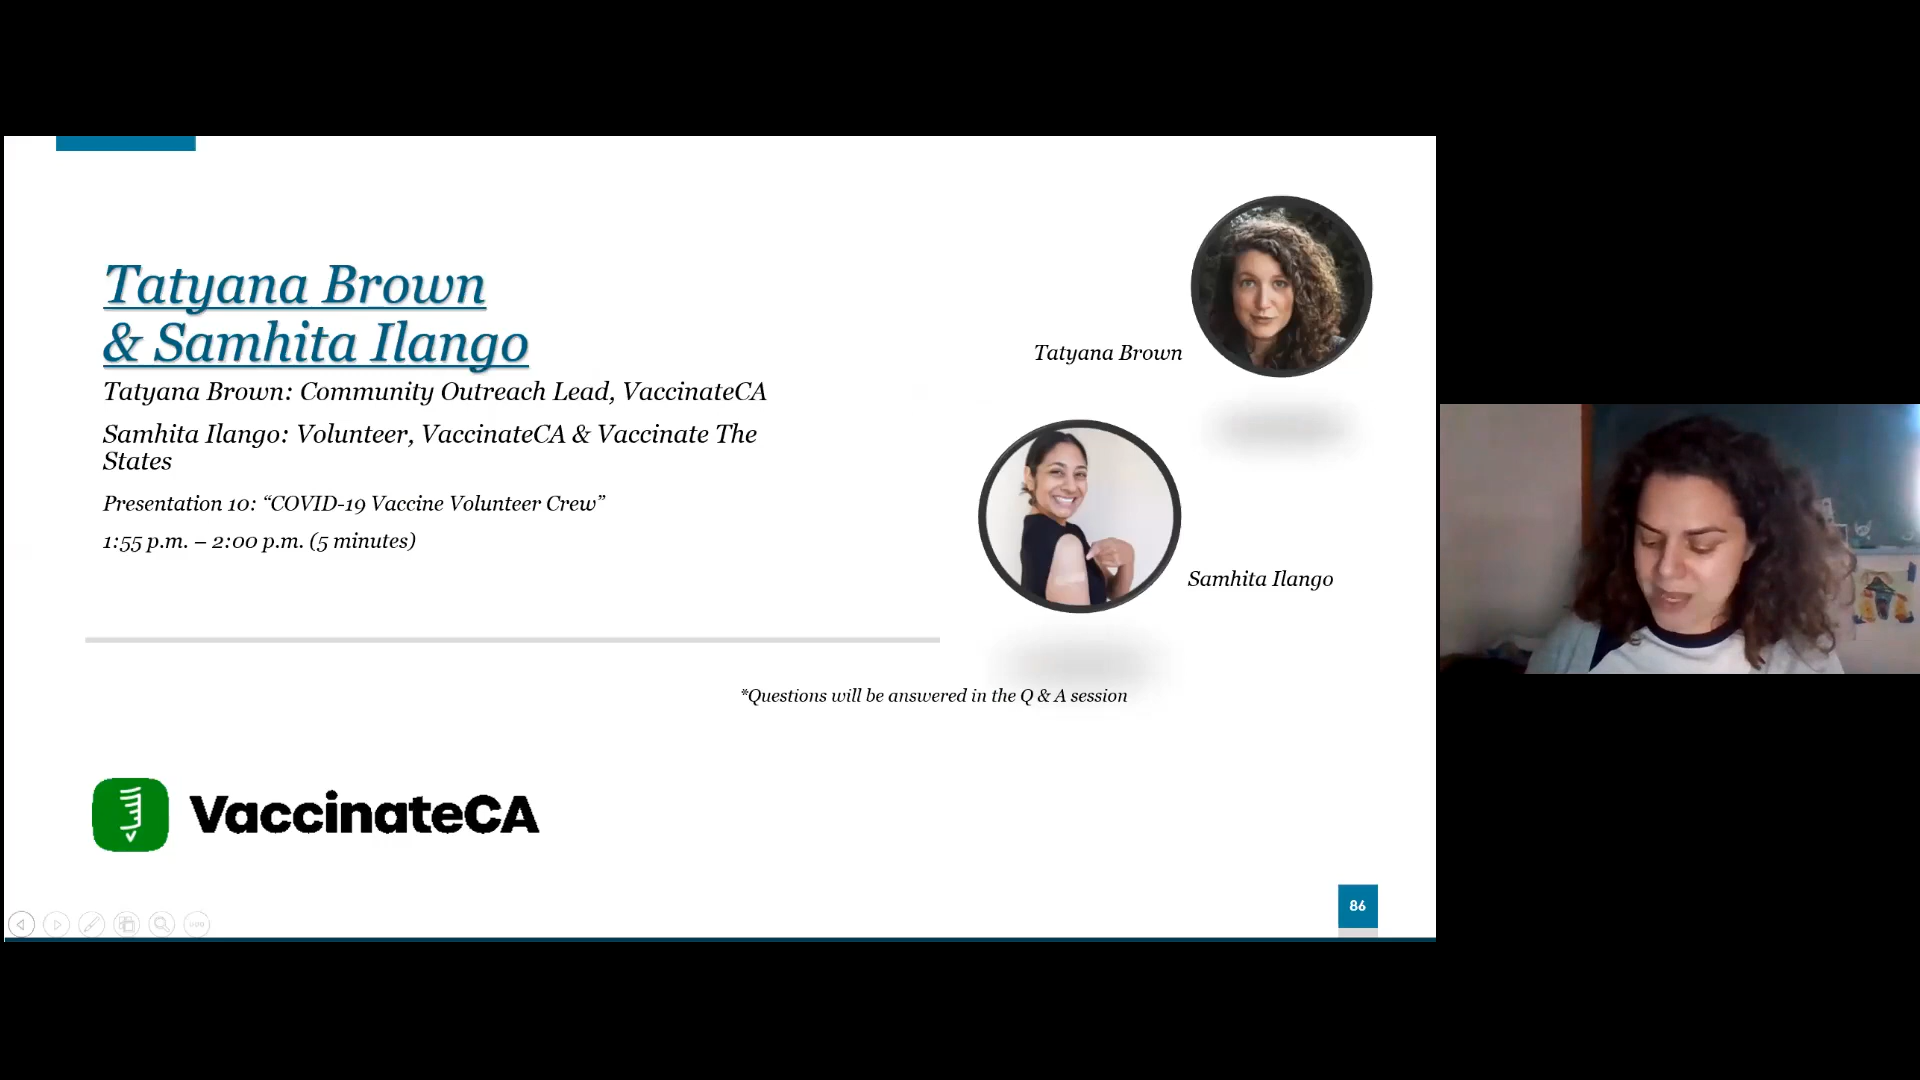 Tatyana Brown
& Samhita Ilango
Tatyana Brown: Community Outreach Lead, VaccinateCA
Samhita Ilango: Volunteer, VaccinateCA & Vaccinate The
States
Presentation 10: “COVID-19 Vaccine Volunteer Crew”
1:55 p.m. – 2:00 p.m. (5 minutes)
Tatyana Brown
Samhita Ilango
*Questions will be answered in the Q & A session
VaccinateCA
86